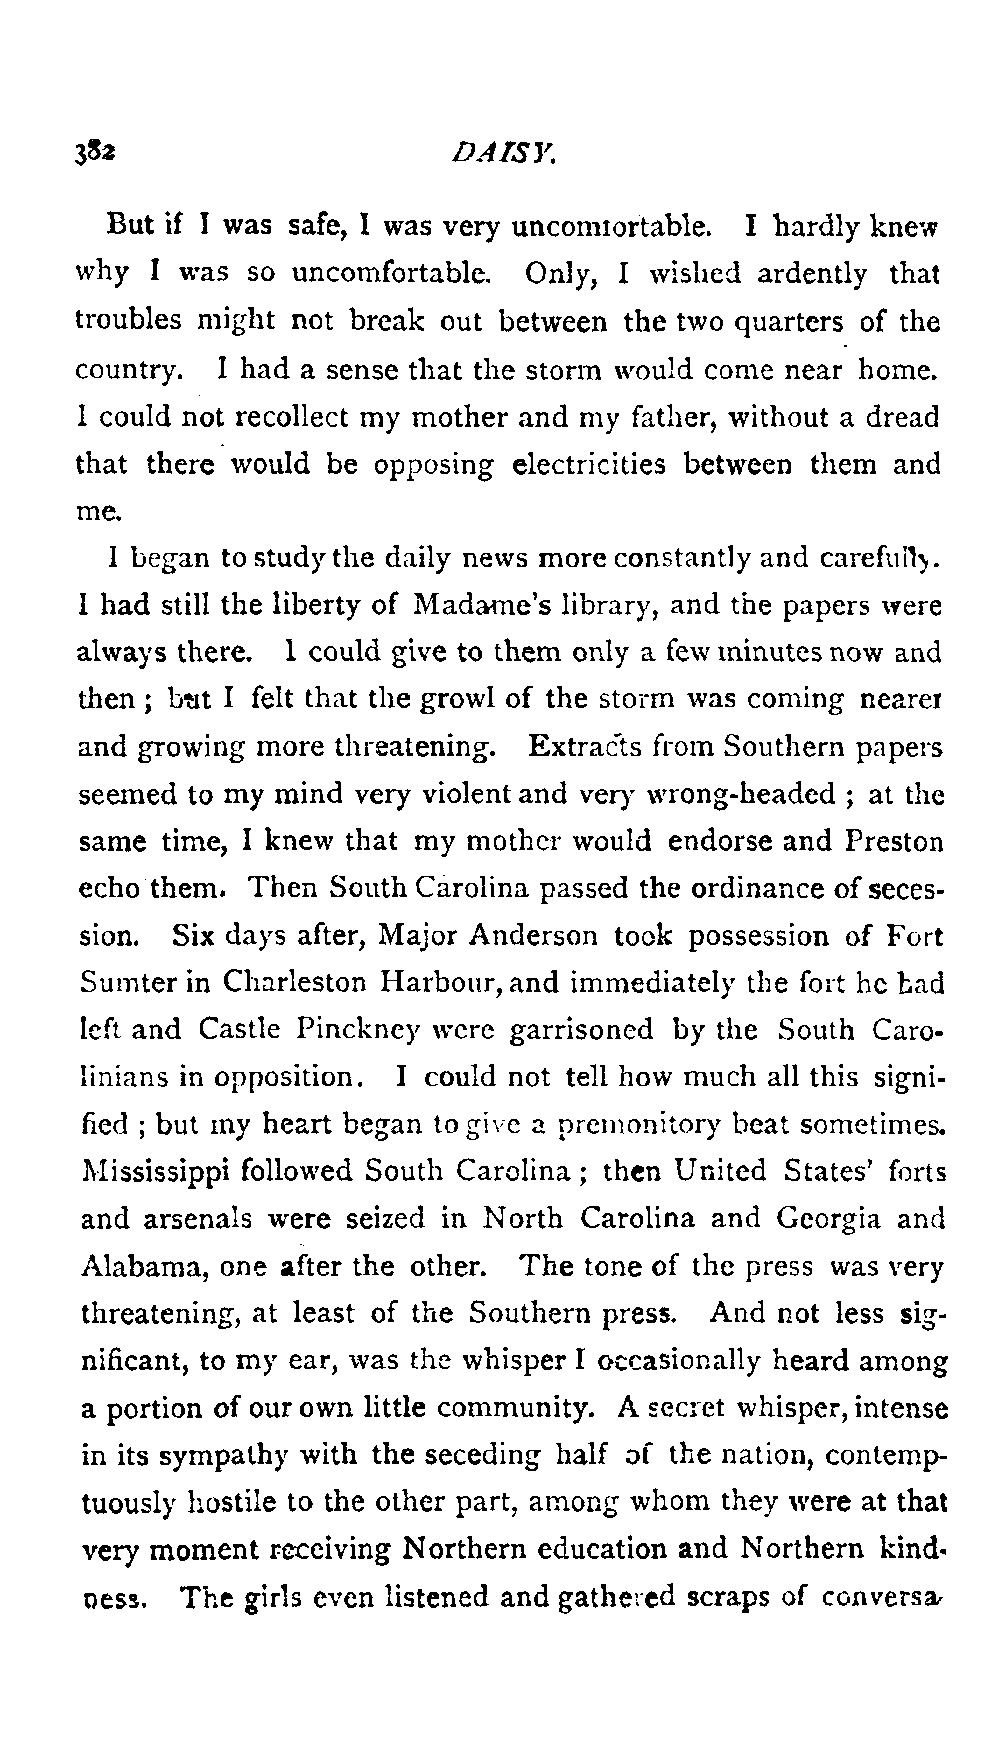 382 DAISY.
But if I was safe, I was very uncomfortable. I hardly knew
why I was so uncomfortable. Only, I wished ardently that
troubles might not break out between the two quarters of the
country. I had a sense that the storm would come near home.
I could not recollect my mother and my father, without a dread
that there would be opposing electricities between them and
me.
I began to study the daily news more constantly and carefully.
I had still the liberty of Madame's library, and the papers were
always there. I could give to them only a few minutes now and
then ; but I felt that the growl of the storm was coming nearer
and growing more threatening. Extracts from Southern papers
seemed to my mind very violent and very wrong-headed ; at the
same time, I knew that my mother would endorse and Preston
echo them. Then South Carolina passed the ordinance of seces-
sion. Six days after, Major Anderson took possession of Fort
Sumter in Charleston Harbour, and immediately the fort he had
left and Castle Pinckney were garrisoned by the South Caro-
linians in opposition. I could not tell how much all this signi-
fied ; but my heart began to give a premonitory beat sometimes.
Mississippi followed South Carolina ; then United States' forts
and arsenals were seized in North Carolina and Georgia and
Alabama, one after the other. The tone of the press was very
threatening, at least of the Southern press. And not less sig-
nificant, to my ear, was the whisper I occasionally heard among
a portion of our own little community. A secret whisper, intense
in its sympathy with the seceding half of the nation, contemp-
tuously hostile to the other part, among whom they were at that
very moment receiving Northern education and Northern kind-
ness. The girls even listened and gathered scraps of conversa-